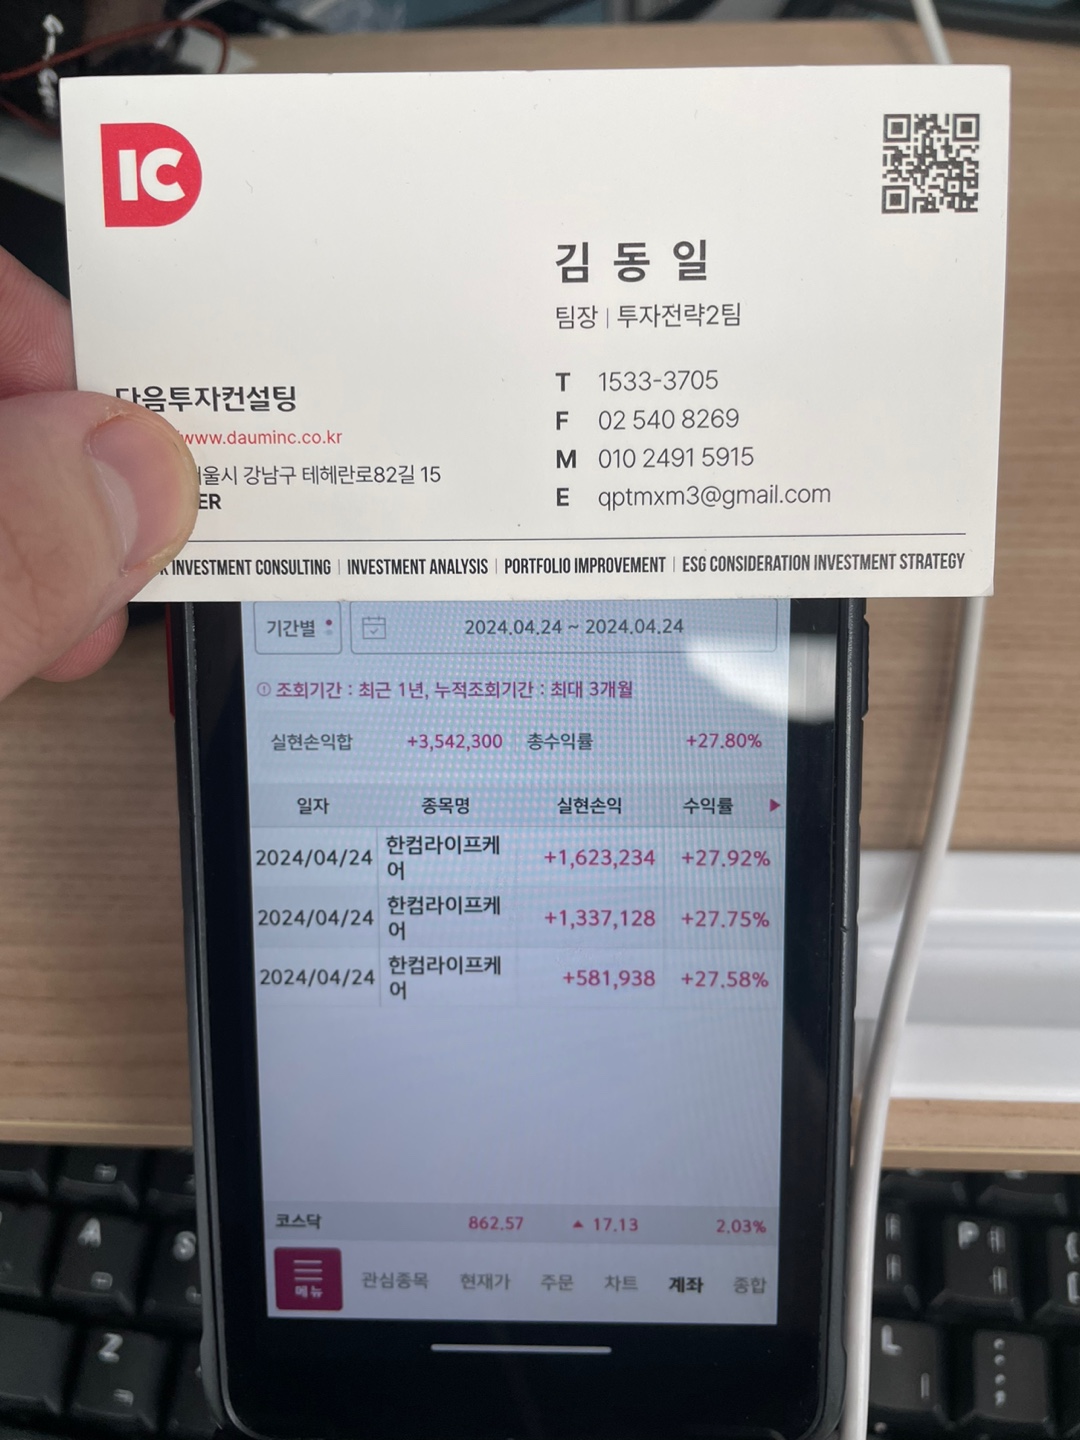 IC
김동일
팀장 | 투자전략2팀
T 1533-3705
F 02 540 8269
M 010 2491 5915
E qptmxm3@gmail.com
다음투자컨설팅
www.dauminc.co.kr
울시 강남구 테헤란로82길 15
ER
INVESTMENT CONSULTING | INVESTMENT ANALYSIS | PORTFOLIO IMPROVEMENT | ESG CONSIDERATION INVESTMENT STRATEGY
기간별 2024.04.24 ~ 2024.04.24
조회기간 : 최근 1년, 누적조회기간 : 최대 3개월
실현손익합 +3,542,300 총수익률 +27.80%
일자 종목명 실현손익 수익률
2024/04/24 한컴라이프케어 +1,623,234 +27.92%
2024/04/24 한컴라이프케어 +1,337,128 +27.75%
2024/04/24 한컴라이프케어 +581,938 +27.58%
코스닥 862.57 ▲ 17.13 2.03%
메뉴 관심종목 현재가 주문 차트 계좌 종합
A
S
P
Z
L